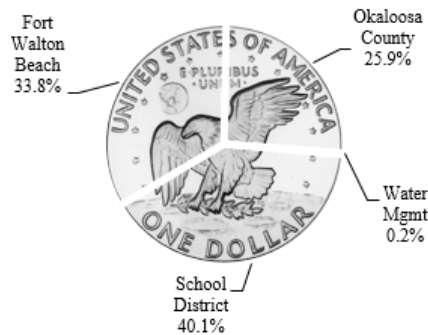 Fort
Walton
Beach
33.8%
Okaloosa
County
25.9%
UNITED STATES OF AMERICA
E PLURIBUS
UNUM
Water
Mgmt
0.2%
ONE DOLLAR
School
District
40.1%